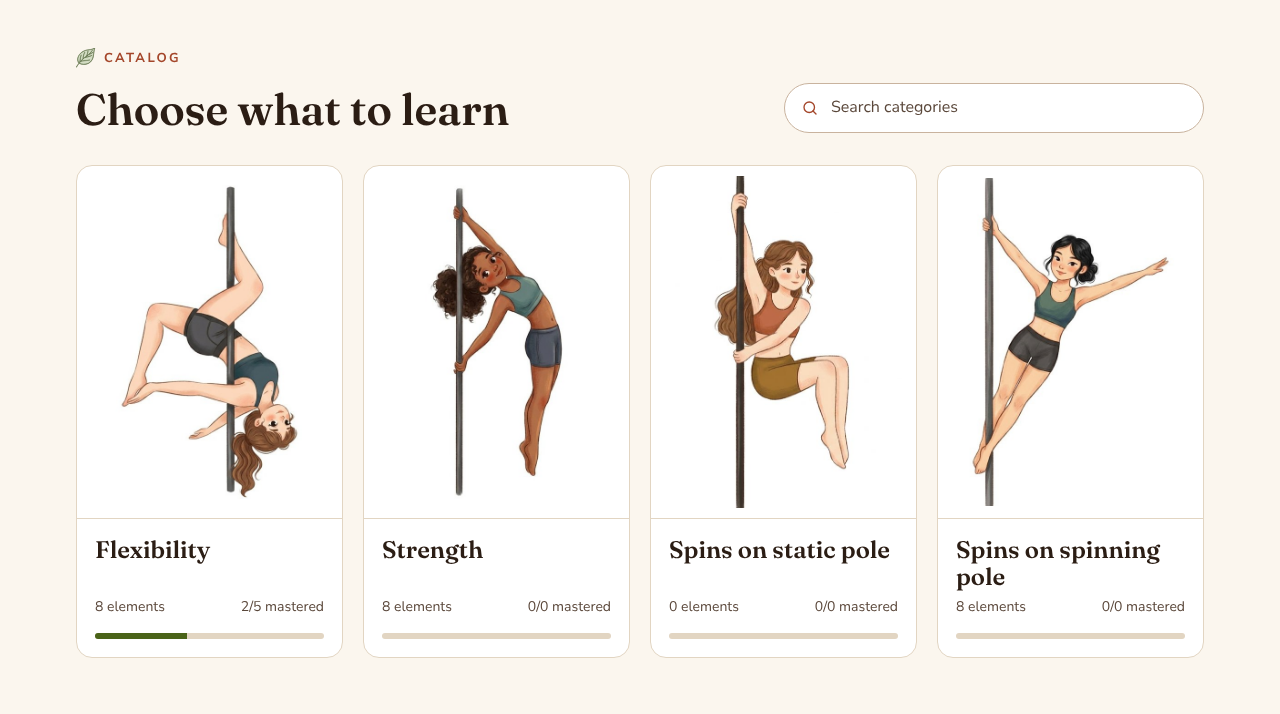 CATALOG
Choose what to learn
Search categories
Flexibility
8 elements
2/5 mastered
Strength
8 elements
0/0 mastered
Spins on static pole
0 elements
0/0 mastered
Spins on spinning
pole
8 elements
0/0 mastered